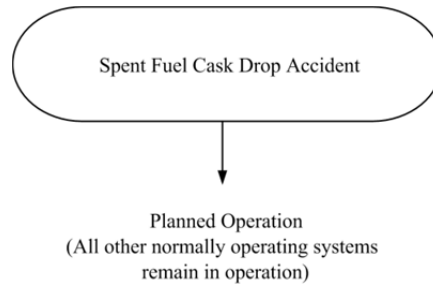 Spent Fuel Cask Drop Accident
Planned Operation
(All other normally operating systems
remain in operation)